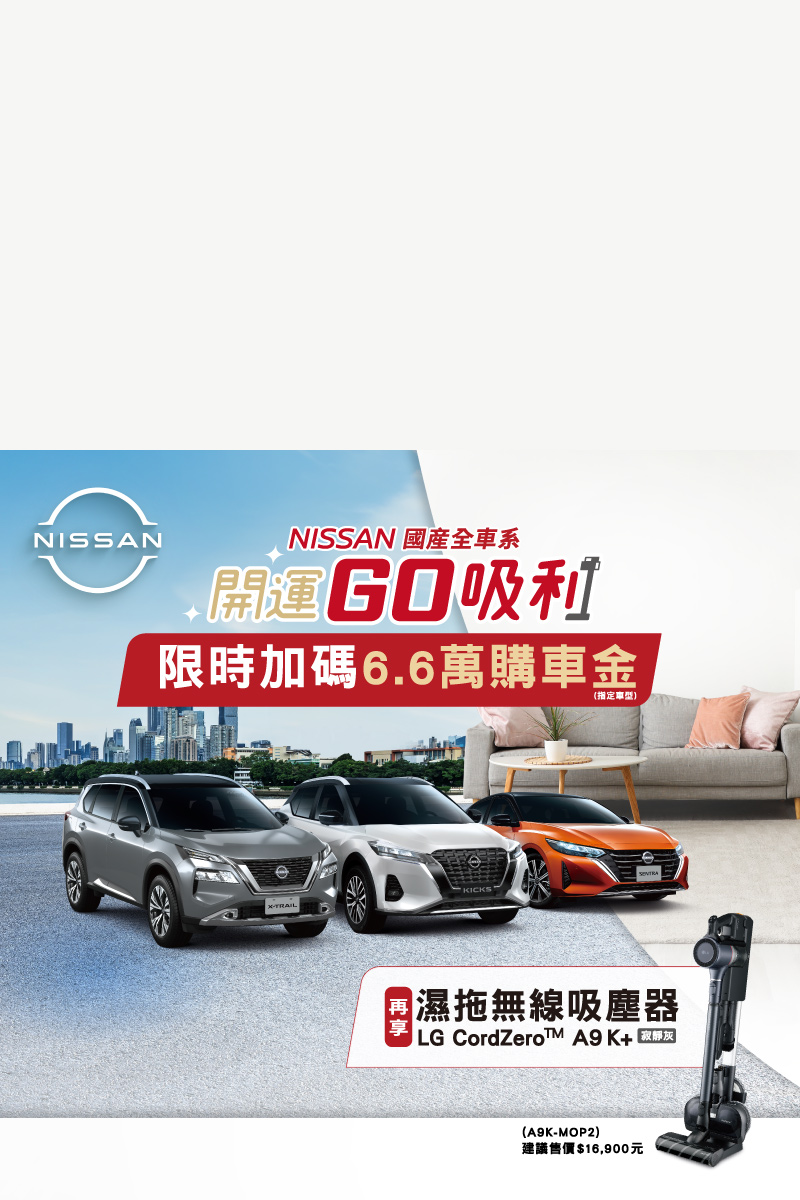 NISSAN
NISSAN 國產全車系
開運GO吸利
限時加碼6.6萬購車金
(指定車型)
X-TRAIL
KICKS
SENTRA
再享
濕拖無線吸塵器
LG CordZero™ A9 K+ 寂靜灰
(A9K-MOP2)
建議售價$16,900元